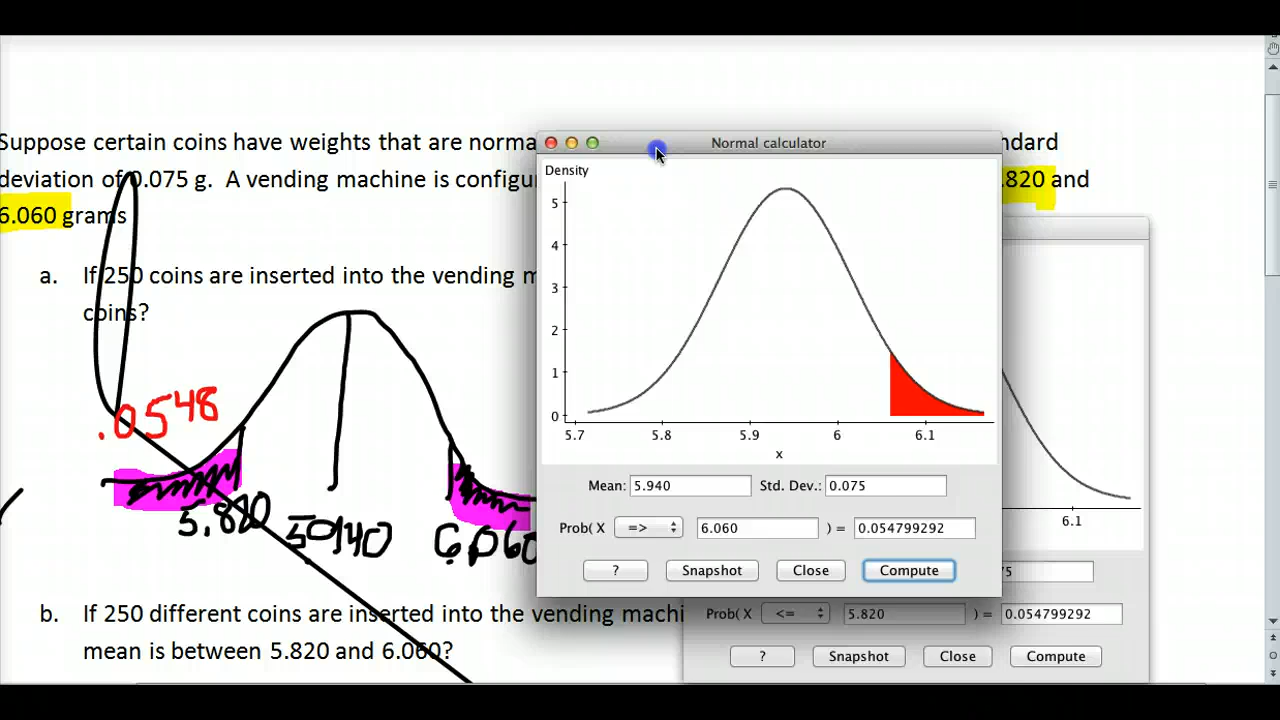 Suppose certain coins have weights that are norma
ndard
deviation of 0.075 g. A vending machine is configu
.820 and
6.060 grams
a. If 250 coins are inserted into the vending m
coins?
.0548
5.820
6.060
b. If 250 different coins are inserted into the vending machi
mean is between 5.820 and 6.060?
Normal calculator
Density
5
4
3
2
1
0
5.7 5.8 5.9 6 6.1
x
Mean: 5.940 Std. Dev.: 0.075
Prob( X => 6.060 ) = 0.054799292
? Snapshot Close Compute
6.1
75
Prob( X <= 5.820 ) = 0.054799292
? Snapshot Close Compute